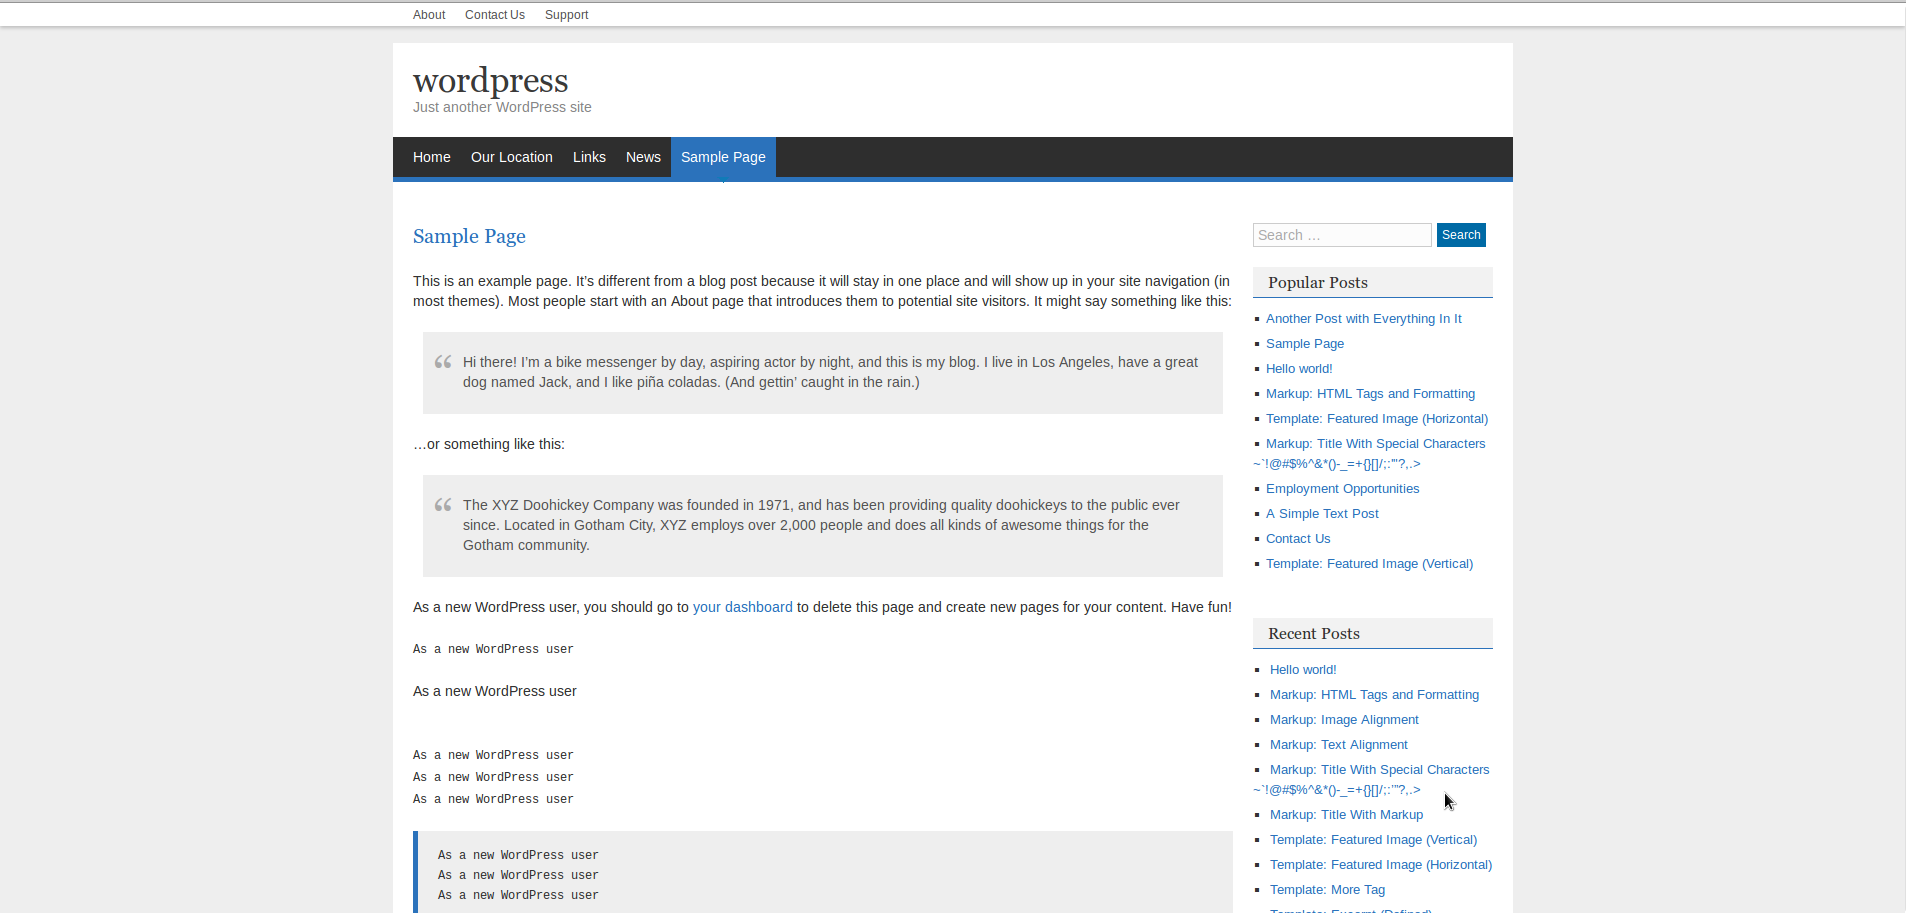 About Contact Us Support
wordpress
Just another WordPress site
Home Our Location Links News Sample Page
Sample Page
This is an example page. It’s different from a blog post because it will stay in one place and will show up in your site navigation (in
most themes). Most people start with an About page that introduces them to potential site visitors. It might say something like this:
“ Hi there! I’m a bike messenger by day, aspiring actor by night, and this is my blog. I live in Los Angeles, have a great
dog named Jack, and I like piña coladas. (And gettin’ caught in the rain.)
…or something like this:
“ The XYZ Doohickey Company was founded in 1971, and has been providing quality doohickeys to the public ever
since. Located in Gotham City, XYZ employs over 2,000 people and does all kinds of awesome things for the
Gotham community.
As a new WordPress user, you should go to your dashboard to delete this page and create new pages for your content. Have fun!
As a new WordPress user
As a new WordPress user
As a new WordPress user
As a new WordPress user
As a new WordPress user
As a new WordPress user
As a new WordPress user
As a new WordPress user
Search … Search
Popular Posts
Another Post with Everything In It
Sample Page
Hello world!
Markup: HTML Tags and Formatting
Template: Featured Image (Horizontal)
Markup: Title With Special Characters
~`!@#$%^&*()-_=+{}[]/;:'"?,.>
Employment Opportunities
A Simple Text Post
Contact Us
Template: Featured Image (Vertical)
Recent Posts
Hello world!
Markup: HTML Tags and Formatting
Markup: Image Alignment
Markup: Text Alignment
Markup: Title With Special Characters
~`!@#$%^&*()-_=+{}[]/;:’”?,.>
Markup: Title With Markup
Template: Featured Image (Vertical)
Template: Featured Image (Horizontal)
Template: More Tag
Template: Excerpt (Defined)